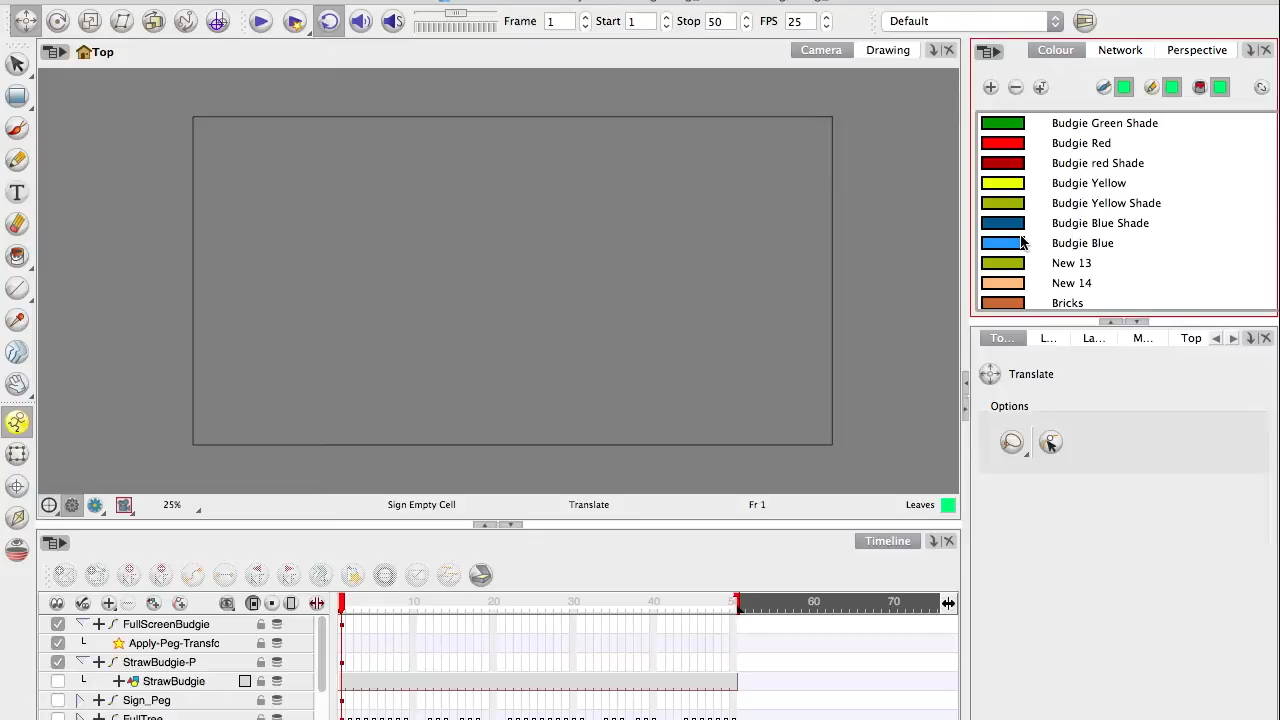 Frame 1 Start 1 Stop 50 FPS 25 Default
Top Camera Drawing
Colour Network Perspective
Budgie Green Shade
Budgie Red
Budgie red Shade
Budgie Yellow
Budgie Yellow Shade
Budgie Blue Shade
Budgie Blue
New 13
New 14
Bricks
To... L... La... M... Top
Translate
Options
25% Sign Empty Cell Translate Fr 1 Leaves
Timeline
10 20 30 40 60 70
FullScreenBudgie
Apply-Peg-Transfo
StrawBudgie-P
StrawBudgie
Sign_Peg
FullTree